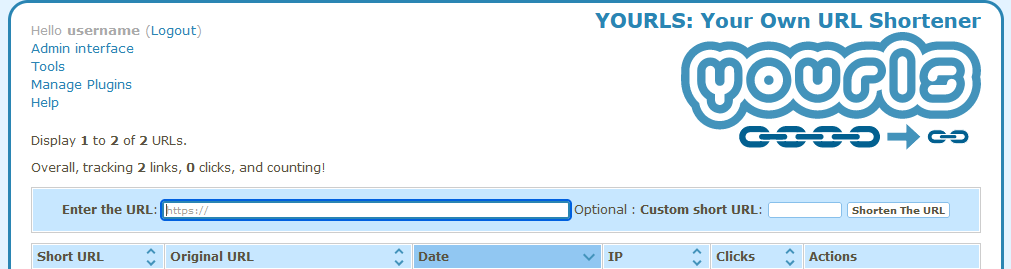 YOURLS: Your Own URL Shortener
yourls
Hello username (Logout)
Admin interface
Tools
Manage Plugins
Help
Display 1 to 2 of 2 URLs.
Overall, tracking 2 links, 0 clicks, and counting!
Enter the URL: https:// Optional : Custom short URL: Shorten The URL
Short URL Original URL Date IP Clicks Actions